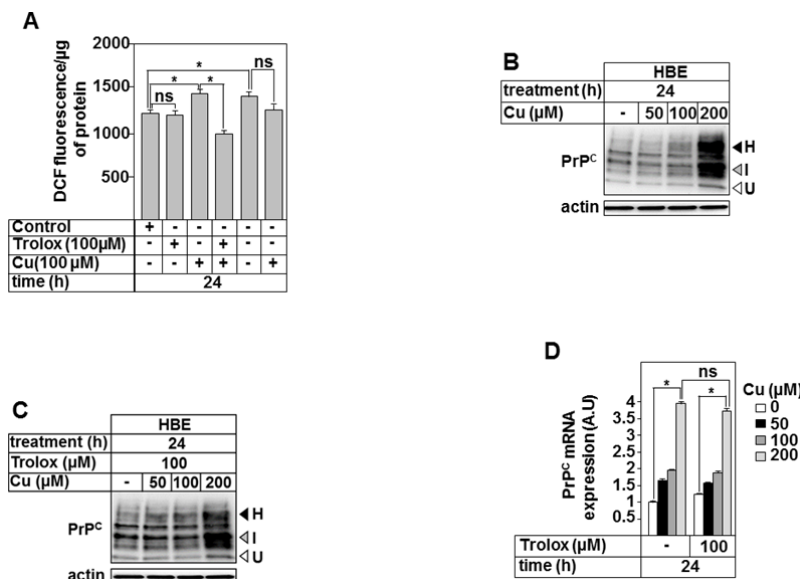 A
DCF fluorescence/µg
of protein
2000
1500
1000
500
*
*
*
ns
ns
Control + - - - - -
Trolox (100µM) - + - + - -
Cu(100 µM) - - + + - +
time (h) 24
B
HBE
treatment (h) 24
Cu (µM) - 50 100 200
PrPC
H
I
U
actin
C
HBE
treatment (h) 24
Trolox (µM) 100
Cu (µM) - 50 100 200
PrPC
H
I
U
actin
D
PrPC mRNA
expression (A.U)
4
3.5
3
2.5
2
1.5
1
0.5
ns
*
*
Cu (µM)
0
50
100
200
Trolox (µM) - 100
time (h) 24